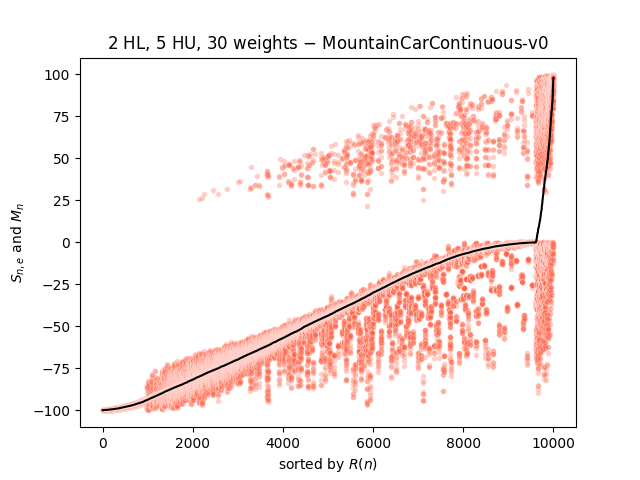 2 HL, 5 HU, 30 weights − MountainCarContinuous-v0
100
75
50
25
0
−25
−50
−75
−100
S_{n,e} and M_n
0 2000 4000 6000 8000 10000
sorted by R(n)